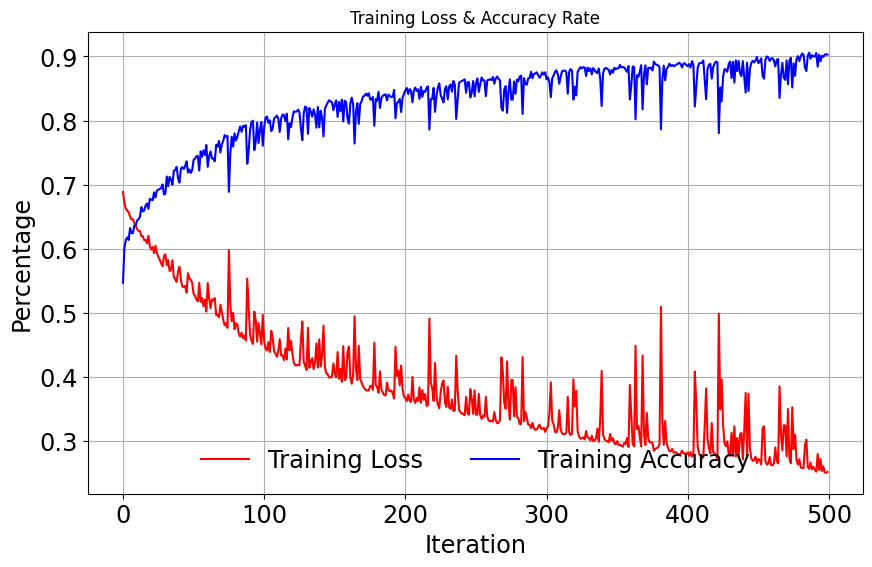 Training Loss & Accuracy Rate
Percentage
0.9
0.8
0.7
0.6
0.5
0.4
0.3
Training Loss Training Accuracy
0 100 200 300 400 500
Iteration